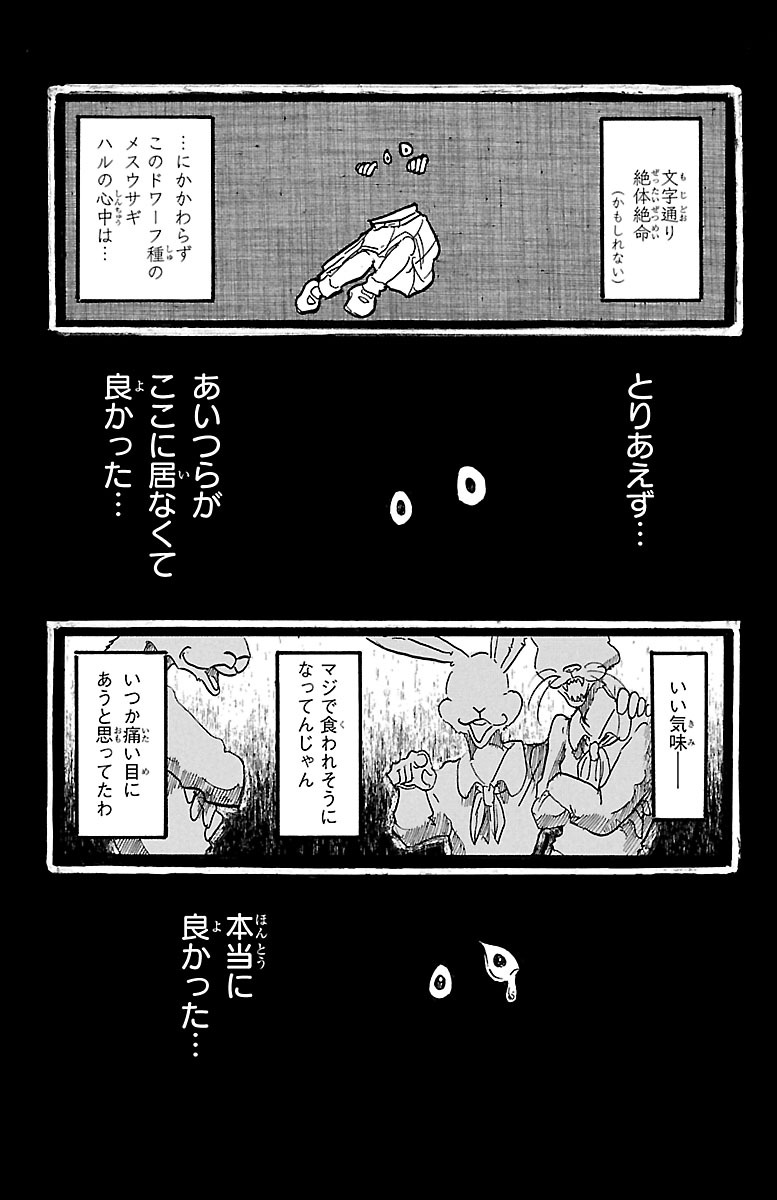 文字通り
絶体絶命
(かもしれない)
…にかかわらず
このドワーフ種の
メスウサギ
ハルの心中は…
とりあえず…
あいつらが
ここに居なくて
良かった…
いい気味──
マジで食われそうに
なってんじゃん
いつか痛い目に
あうと思ってたわ
本当に
良かった…